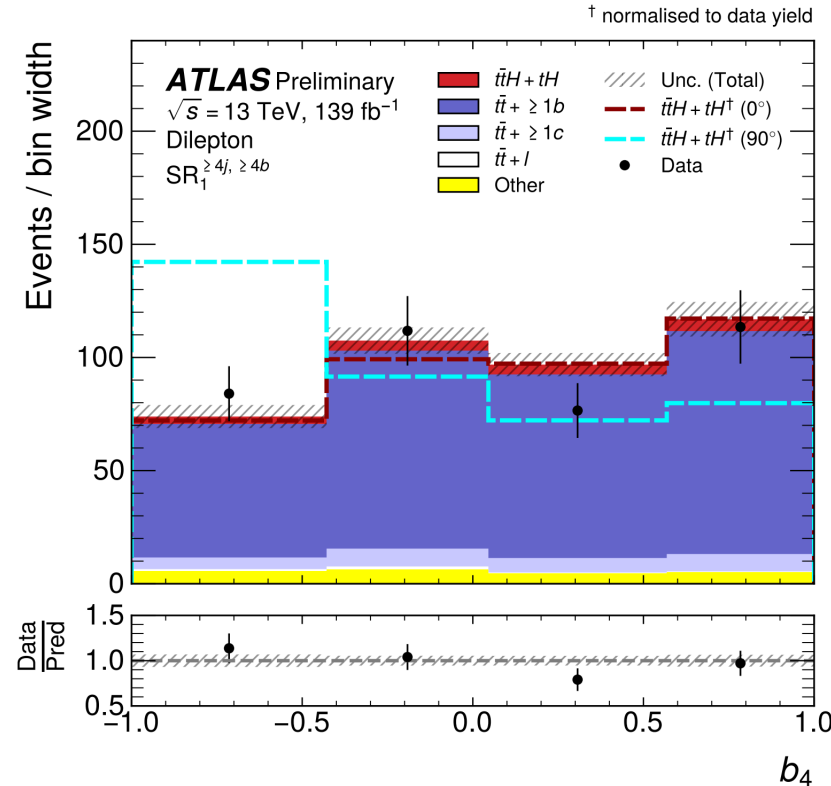 † normalised to data yield
ATLAS Preliminary
√s = 13 TeV, 139 fb⁻¹
Dilepton
SR₁^{≥4j, ≥4b}
tt̄H + tH
tt̄ + ≥1b
tt̄ + ≥1c
tt̄ + l
Other
Unc. (Total)
tt̄H + tH† (0°)
tt̄H + tH† (90°)
Data
Events / bin width
200
150
100
50
0
Data
Pred
1.5
1.0
0.5
−1.0 −0.5 0.0 0.5 1.0
b₄